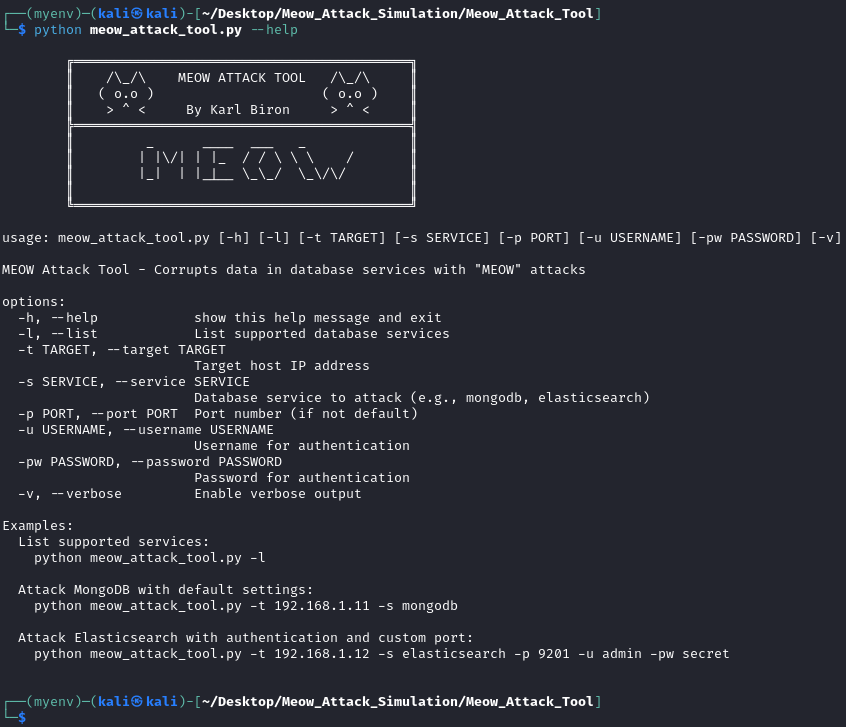 ┌──(myenv)─(kali㉿kali)-[~/Desktop/Meow_Attack_Simulation/Meow_Attack_Tool]
└─$ python meow_attack_tool.py --help
/\_/\    MEOW ATTACK TOOL   /\_/\
( o.o )                     ( o.o )
> ^ <     By Karl Biron     > ^ <
usage: meow_attack_tool.py [-h] [-l] [-t TARGET] [-s SERVICE] [-p PORT] [-u USERNAME] [-pw PASSWORD] [-v]
MEOW Attack Tool - Corrupts data in database services with "MEOW" attacks
options:
-h, --help            show this help message and exit
-l, --list            List supported database services
-t TARGET, --target TARGET
Target host IP address
-s SERVICE, --service SERVICE
Database service to attack (e.g., mongodb, elasticsearch)
-p PORT, --port PORT  Port number (if not default)
-u USERNAME, --username USERNAME
Username for authentication
-pw PASSWORD, --password PASSWORD
Password for authentication
-v, --verbose         Enable verbose output
Examples:
List supported services:
python meow_attack_tool.py -l
Attack MongoDB with default settings:
python meow_attack_tool.py -t 192.168.1.11 -s mongodb
Attack Elasticsearch with authentication and custom port:
python meow_attack_tool.py -t 192.168.1.12 -s elasticsearch -p 9201 -u admin -pw secret
┌──(myenv)─(kali㉿kali)-[~/Desktop/Meow_Attack_Simulation/Meow_Attack_Tool]
└─$